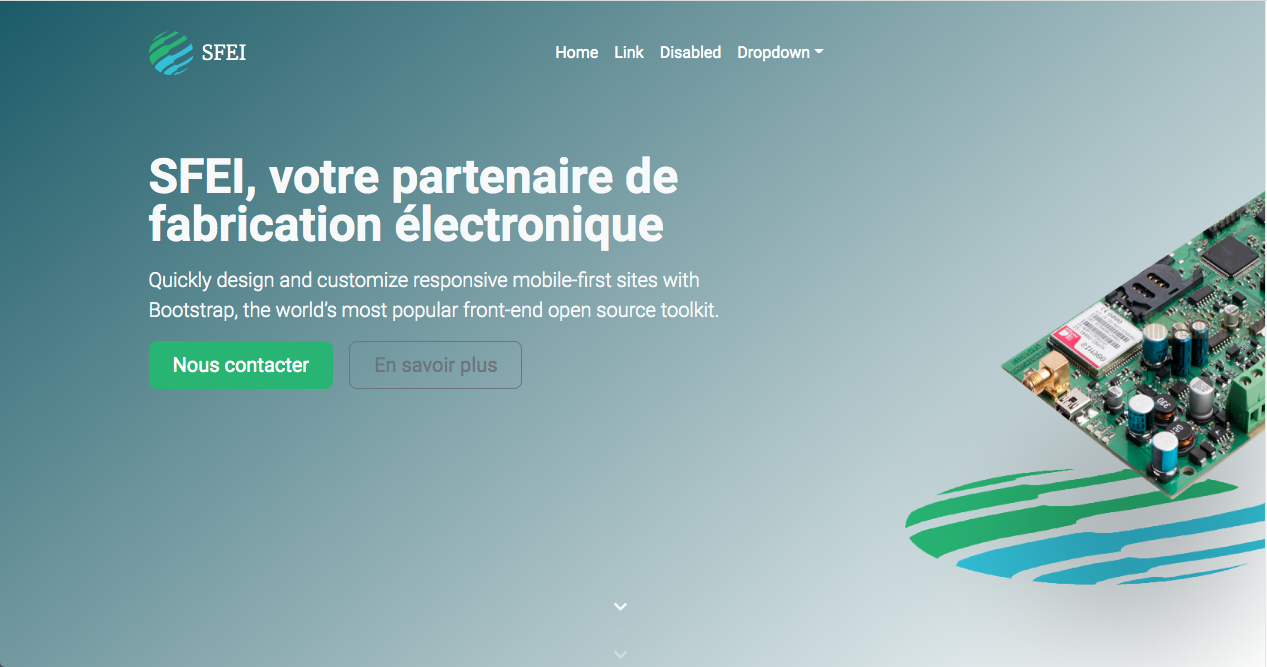 SFEI
Home Link Disabled Dropdown
SFEI, votre partenaire de
fabrication électronique
Quickly design and customize responsive mobile-first sites with
Bootstrap, the world’s most popular front-end open source toolkit.
Nous contacter
En savoir plus